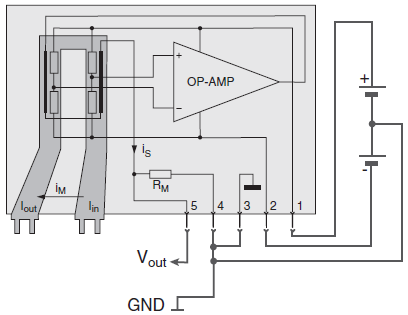 +
OP-AMP
−
+
iS
RM
iM
Iout
Iin
5 4 3 2 1
-
Vout
GND